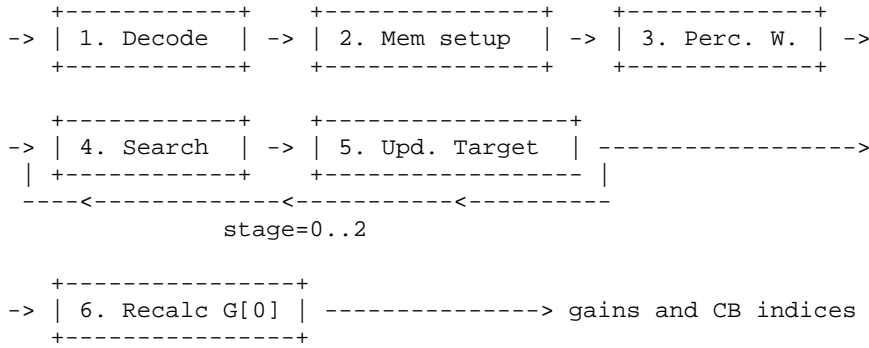 -> | 1. Decode | -> | 2. Mem setup | -> | 3. Perc. W. | ->
-> | 4. Search | -> | 5. Upd. Target | ------------------>
stage=0..2
-> | 6. Recalc G[0] | ---------------> gains and CB indices